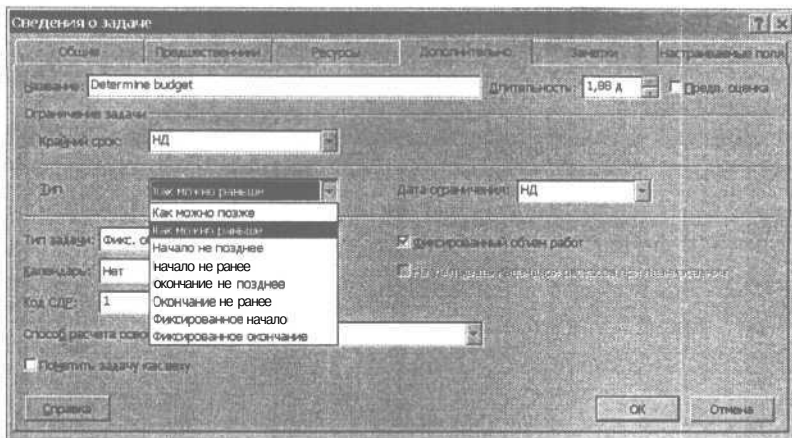 Сведения о задаче
Общие Предшественники Ресурсы Дополнительно Заметки Настраиваемые поля
Название: Determine budget Длительность: 1,88 д Предв. оценка
Ограничение задачи
Крайний срок: НД
Тип Как можно раньше Дата ограничения: НД
Как можно позже
Как можно раньше
Начало не позднее
Начало не ранее
Окончание не позднее
Окончание не ранее
Фиксированное начало
Фиксированное окончание
Тип задачи: Фикс. Фиксированный объем работ
Календарь: Нет
Код СДР: 1
Способ расчета
Пометить задачу как веху
Справка ОК Отмена